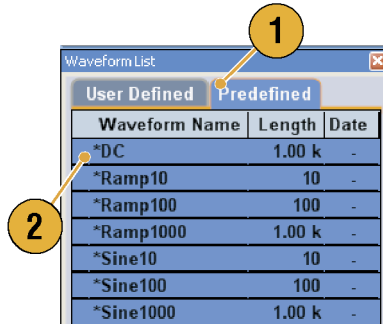 1
Waveform List
User Defined Predefined
Waveform Name Length Date
*DC 1.00 k -
*Ramp10 10 -
*Ramp100 100 -
*Ramp1000 1.00 k -
*Sine10 10 -
*Sine100 100 -
*Sine1000 1.00 k -
2